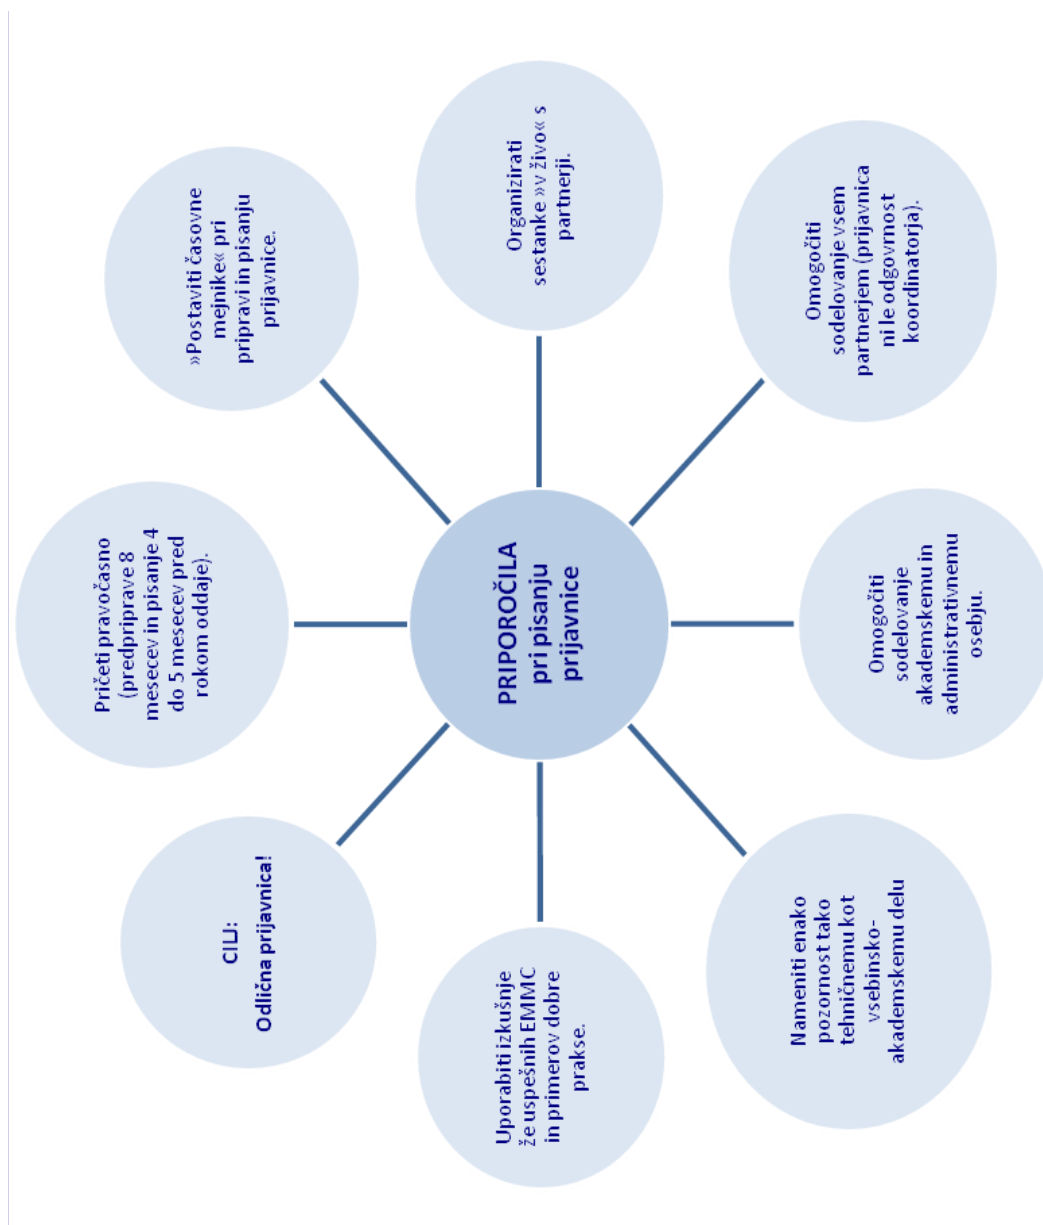 PRIPOROČILA
pri pisanju
prijavnice
CILJ:
Odlična prijavnica!
Pričeti pravočasno
(predpriprave 8
mesecev in pisanje 4
do 5 mesecev pred
rokom oddaje).
»Postaviti časovne
mejnike« pri
pripravi in pisanju
prijavnice.
Organizirati
sestanke »v živo« s
partnerji.
Omogočiti
sodelovanje vsem
partnerjem (prijavnica
ni le odgovrnost
koordinatorja).
Omogočiti
sodelovanje
akademskemu in
administrativnemu
osebju.
Nameniti enako
pozornost tako
tehničnemu kot
vsebinsko-
akademskemu delu
Uporabiti izkušnje
že uspešnih EMMC
in primerov dobre
prakse.